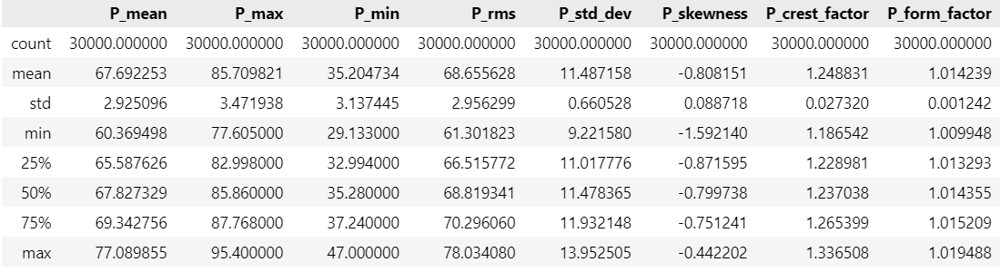 P_mean P_max P_min P_rms P_std_dev P_skewness P_crest_factor P_form_factor
count 30000.000000 30000.000000 30000.000000 30000.000000 30000.000000 30000.000000 30000.000000 30000.000000
mean 67.692253 85.709821 35.204734 68.655628 11.487158 -0.808151 1.248831 1.014239
std 2.925096 3.471938 3.137445 2.956299 0.660528 0.088718 0.027320 0.001242
min 60.369498 77.605000 29.133000 61.301823 9.221580 -1.592140 1.186542 1.009948
25% 65.587626 82.998000 32.994000 66.515772 11.017776 -0.871595 1.228981 1.013293
50% 67.827329 85.860000 35.280000 68.819341 11.478365 -0.799738 1.237038 1.014355
75% 69.342756 87.768000 37.240000 70.296060 11.932148 -0.751241 1.265399 1.015209
max 77.089855 95.400000 47.000000 78.034080 13.952505 -0.442202 1.336508 1.019488